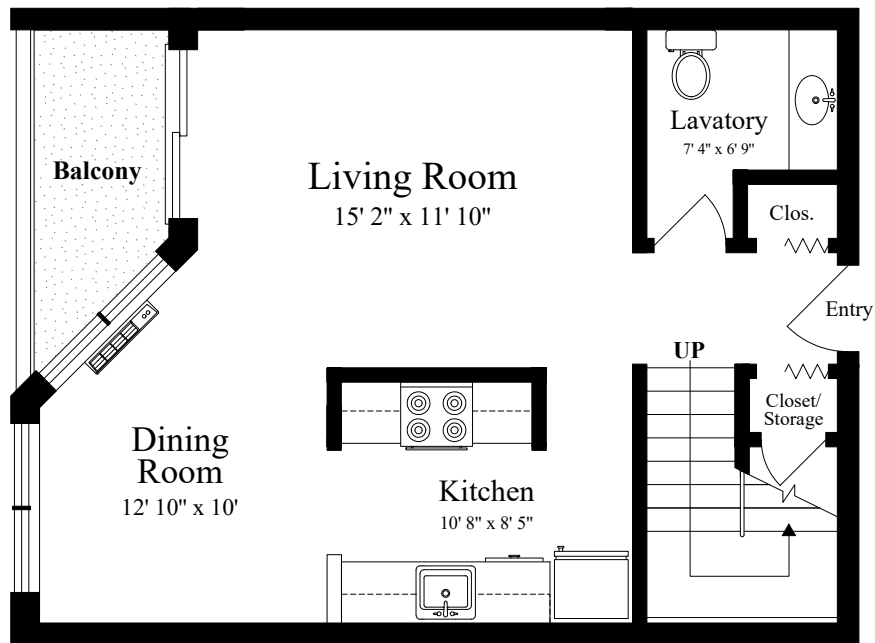 Balcony
Living Room
15' 2" x 11' 10"
Lavatory
7' 4" x 6' 9"
Clos.
Entry
UP
Closet/
Storage
Dining
Room
12' 10" x 10'
Kitchen
10' 8" x 8' 5"